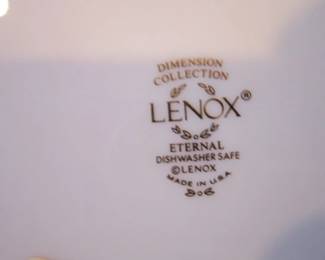 DIMENSION
COLLECTION
LENOX®
ETERNAL
DISHWASHER SAFE
©LENOX
MADE IN U.S.A.